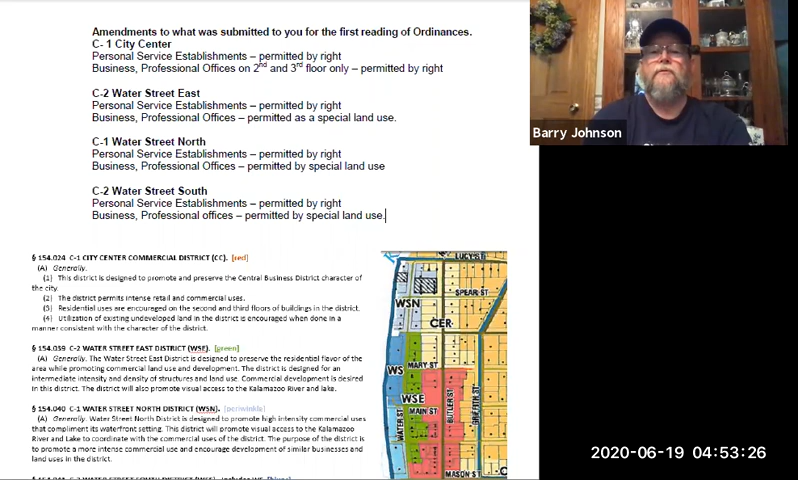 Amendments to what was submitted to you for the first reading of Ordinances.
C- 1 City Center
Personal Service Establishments – permitted by right
Business, Professional Offices on 2nd and 3rd floor only – permitted by right
C-2 Water Street East
Personal Service Establishments – permitted by right
Business, Professional Offices – permitted as a special land use.
C-1 Water Street North
Personal Service Establishments – permitted by right
Business, Professional Offices – permitted by special land use
C-2 Water Street South
Personal Service Establishments – permitted by right
Business, Professional offices – permitted by special land use.
§ 154.024 C-1 CITY CENTER COMMERCIAL DISTRICT (CC). [red]
(A) Generally.
(1) This district is designed to promote and preserve the Central Business District character of
the city.
(2) The district permits intense retail and commercial uses.
(3) Residential uses are encouraged on the second and third floors of buildings in the district.
(4) Utilization of existing undeveloped land in the district is encouraged when done in a
manner consistent with the character of the district.
§ 154.039 C-2 WATER STREET EAST DISTRICT (WSE). [green]
(A) Generally. The Water Street East District is designed to preserve the residential flavor of the
area while promoting commercial land use and development. The district is designed for an
intermediate intensity and density of structures and land use. Commercial development is desired
in this district. The district will also promote visual access to the Kalamazoo River and lake.
§ 154.040 C-1 WATER STREET NORTH DISTRICT (WSN). [periwinkle]
(A) Generally. Water Street North District is designed to promote high intensity commercial uses
that compliment its waterfront setting. This district will promote visual access to the Kalamazoo
River and Lake to coordinate with the commercial uses of the district. The purpose of the district is
to promote a more intense commercial use and encourage development of similar businesses and
land uses in the district.
LUCY ST
SPEAR ST
WSN
CER
MARY ST
WS
WSE
MAIN ST
WATER ST
BUTLER ST
GRIFFITH ST
MASON ST
C
Barry Johnson
2020-06-19 04:53:26